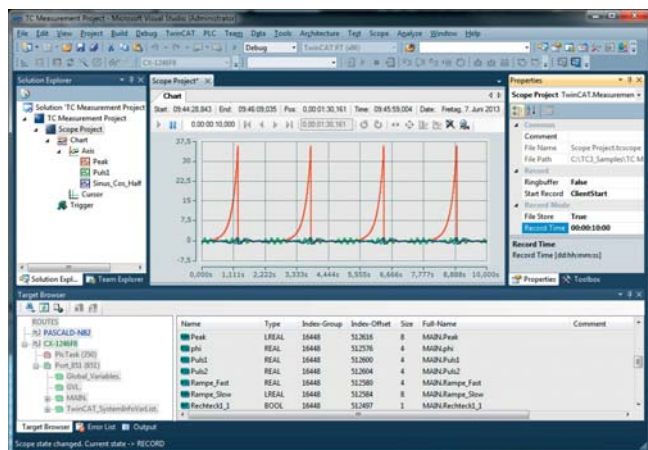 TC Measurement Project - Microsoft Visual Studio (Administrator)
File Edit View Project Build Debug TwinCAT PLC Team Data Tools Architecture Test Scope Analyze Window Help
Debug TwinCAT RT (x86)
CX-1246F8
Solution Explorer
Solution 'TC Measurement Project
TC Measurement Project
Scope Project
Chart
Axis
Peak
Puls1
Sinus_Cos_Half
Cursor
Trigger
Solution Expl... Team Explorer
Scope Project*
Chart
Start: 09:44:28.843 End: 09:46:09.035 Pos: 0,00:01:30,161 Time: 09:45:59.004 Date: Freitag, 7. Juni 2013
0.00:00:10,000 0,00:01:30,161
37,5
30
22,5
15
7,5
0
-7,5
0,000s 1,111s 2,222s 3,333s 4,444s 5,555s 6,666s 7,777s 8,888s 10,000s
Properties
Scope Project TwinCAT.Measuremen
Common
Comment
File Name Scope Project.tcscope
File Path C:\TC3_Samples\TC M
Record
Ringbuffer False
Start Record ClientStart
Record Mode
File Store True
Record Time 00:00:10:00
Record Time
Record Time [dd:hh:mm:ss]
Properties Toolbox
Target Browser
ROUTES
PASCALD-NB2
CX-1246F8
PlcTask (350)
Port_851 (851)
Global_Variables.
GVL.
MAIN.
TwinCAT_SystemInfoVarList.
Name Type Index-Group Index-Offset Size Full-Name Comment
Peak LREAL 16448 512616 8 MAIN.Peak
phi REAL 16448 512576 4 MAIN.phi
Puls1 REAL 16448 512600 4 MAIN.Puls1
Puls2 REAL 16448 512604 4 MAIN.Puls2
Rampe_Fast REAL 16448 512580 4 MAIN.Rampe_Fast
Rampe_Slow LREAL 16448 512584 8 MAIN.Rampe_Slow
Rechteck1_1 BOOL 16448 512497 1 MAIN.Rechteck1_1
Target Browser Error List Output
Scope state changed. Current state -> RECORD